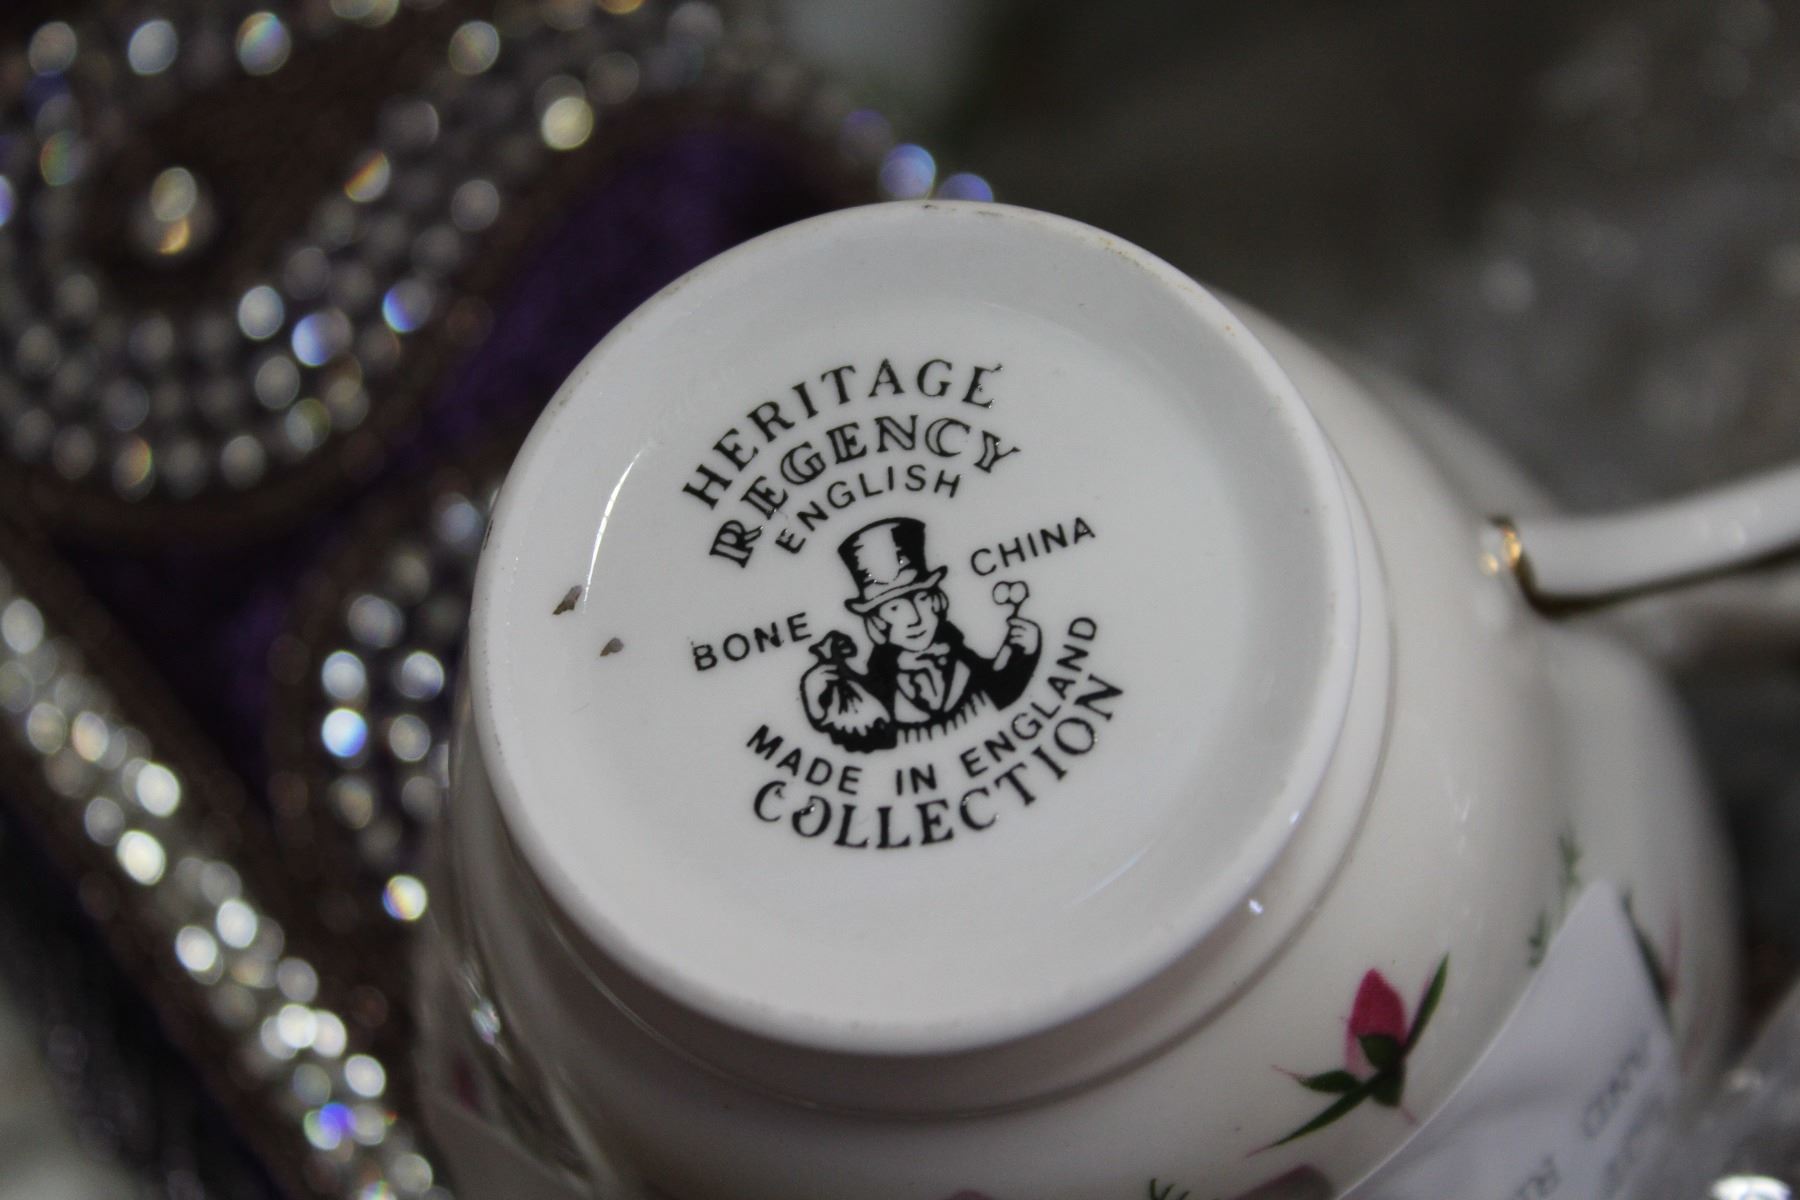 HERITAGE
REGENCY
ENGLISH
BONE CHINA
MADE IN ENGLAND
COLLECTION